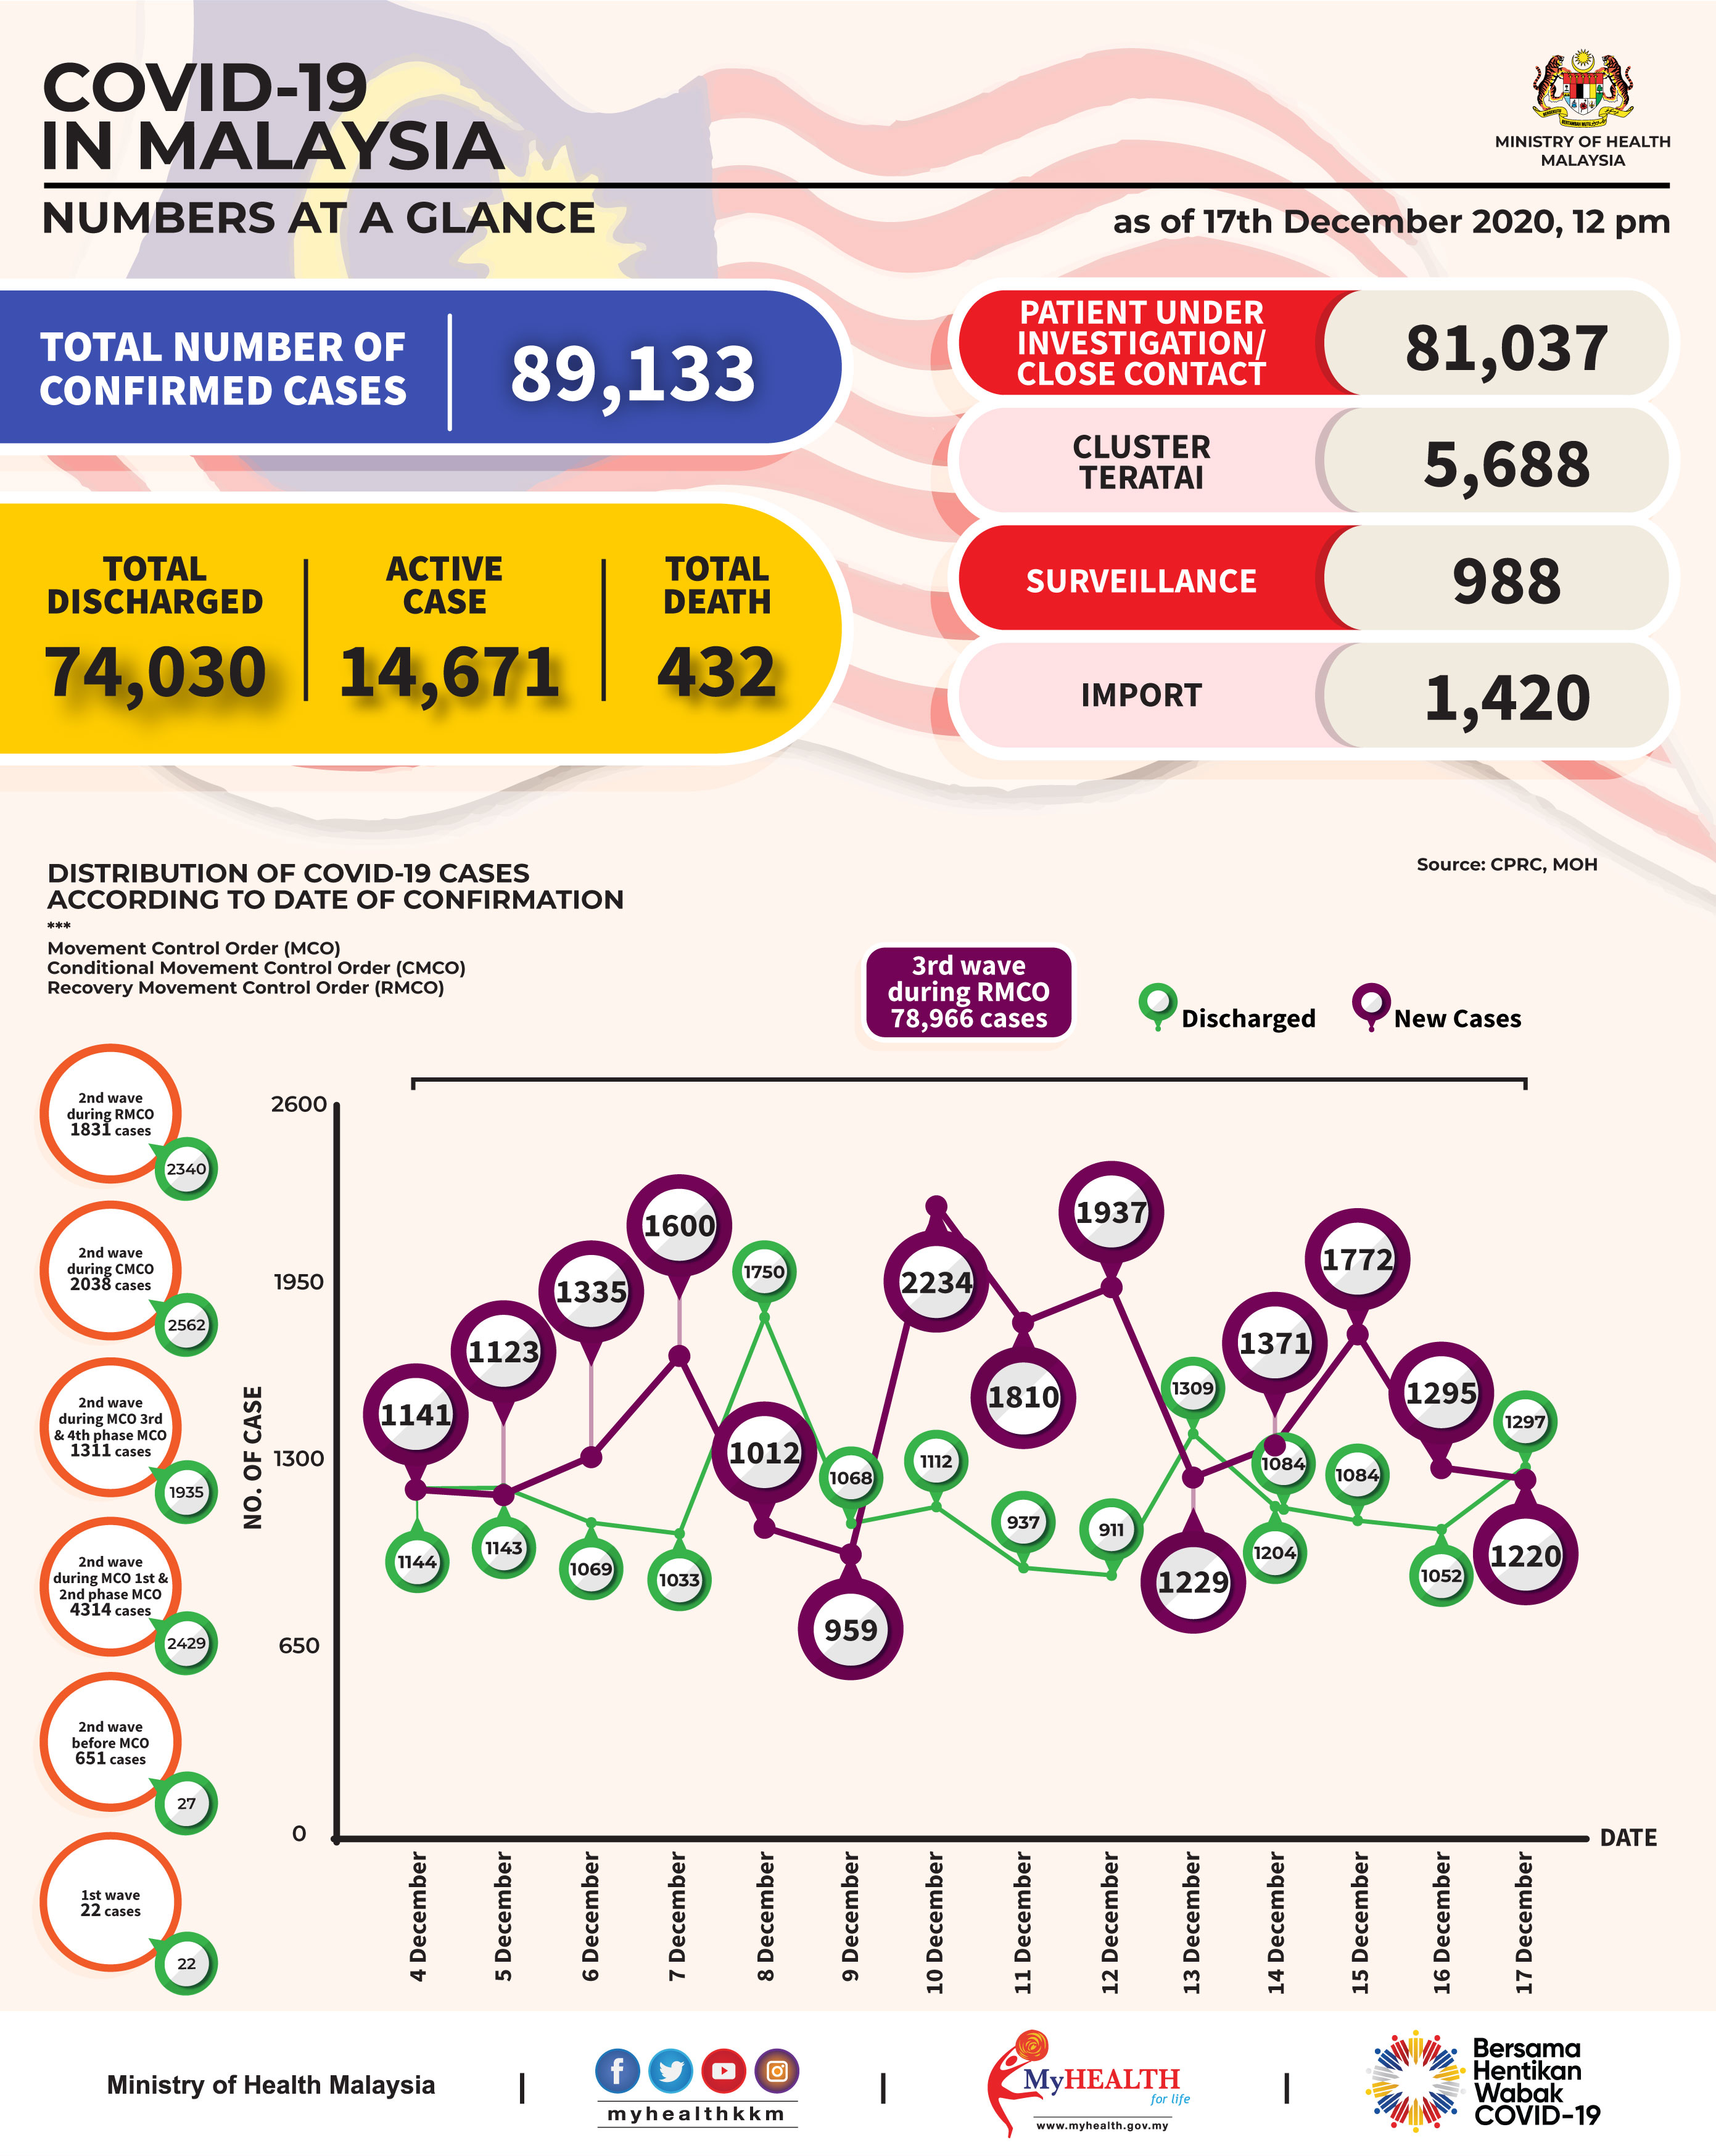 COVID-19
IN MALAYSIA
MINISTRY OF HEALTH
MALAYSIA
NUMBERS AT A GLANCE
as of 17th December 2020, 12 pm
TOTAL NUMBER OF
CONFIRMED CASES
89,133
TOTAL
DISCHARGED
74,030
ACTIVE
CASE
14,671
TOTAL
DEATH
432
PATIENT UNDER
INVESTIGATION/
CLOSE CONTACT
81,037
CLUSTER
TERATAI
5,688
SURVEILLANCE
988
IMPORT
1,420
DISTRIBUTION OF COVID-19 CASES
ACCORDING TO DATE OF CONFIRMATION
***
Movement Control Order (MCO)
Conditional Movement Control Order (CMCO)
Recovery Movement Control Order (RMCO)
Source: CPRC, MOH
3rd wave
during RMCO
78,966 cases
Discharged
New Cases
2nd wave
during RMCO
1831 cases
2340
2nd wave
during CMCO
2038 cases
2562
2nd wave
during MCO 3rd
& 4th phase MCO
1311 cases
1935
2nd wave
during MCO 1st &
2nd phase MCO
4314 cases
2429
2nd wave
before MCO
651 cases
27
1st wave
22 cases
22
NO. OF CASE
2600
1950
1300
650
0
1141
1123
1335
1600
1012
959
2234
1810
1937
1229
1371
1772
1295
1220
1144
1143
1069
1033
1750
1068
1112
937
911
1309
1084
1204
1084
1052
1297
DATE
4 December
5 December
6 December
7 December
8 December
9 December
10 December
11 December
12 December
13 December
14 December
15 December
16 December
17 December
Ministry of Health Malaysia
myhealthkkm
MyHEALTH
for life
www.myhealth.gov.my
Bersama
Hentikan
Wabak
COVID-19